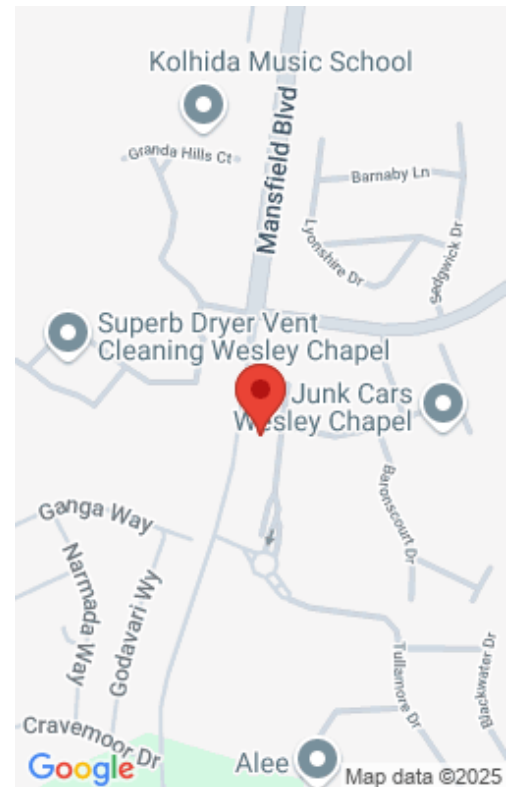 Kolhida Music School
Granda Hills Ct
Mansfield Blvd
Barnaby Ln
Lyonshire Dr
Sedgwick Dr
Superb Dryer Vent
Cleaning Wesley Chapel
Junk Cars
Wesley Chapel
Baronscourt Dr
Ganga Way
Narmada Way
Godavari Wy
Tullamore Dr
Blackwater Dr
Cravemoor Dr
Alee
Google
Map data ©2025